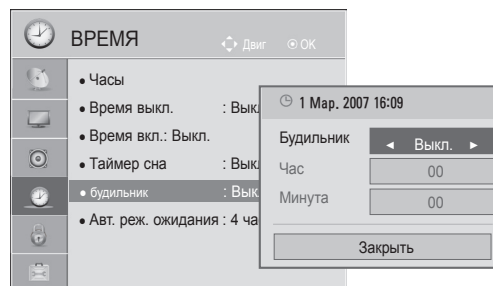 ВРЕМЯ
Двиг
OK
• Часы
• Время выкл. : Вык
• Время вкл.: Выкл.
• Таймер сна : Вык
• будильник : Вык
• Авт. реж. ожидания : 4 ча
1 Мар. 2007 16:09
Будильник ◄ Выкл. ►
Час 00
Минута 00
Закрыть